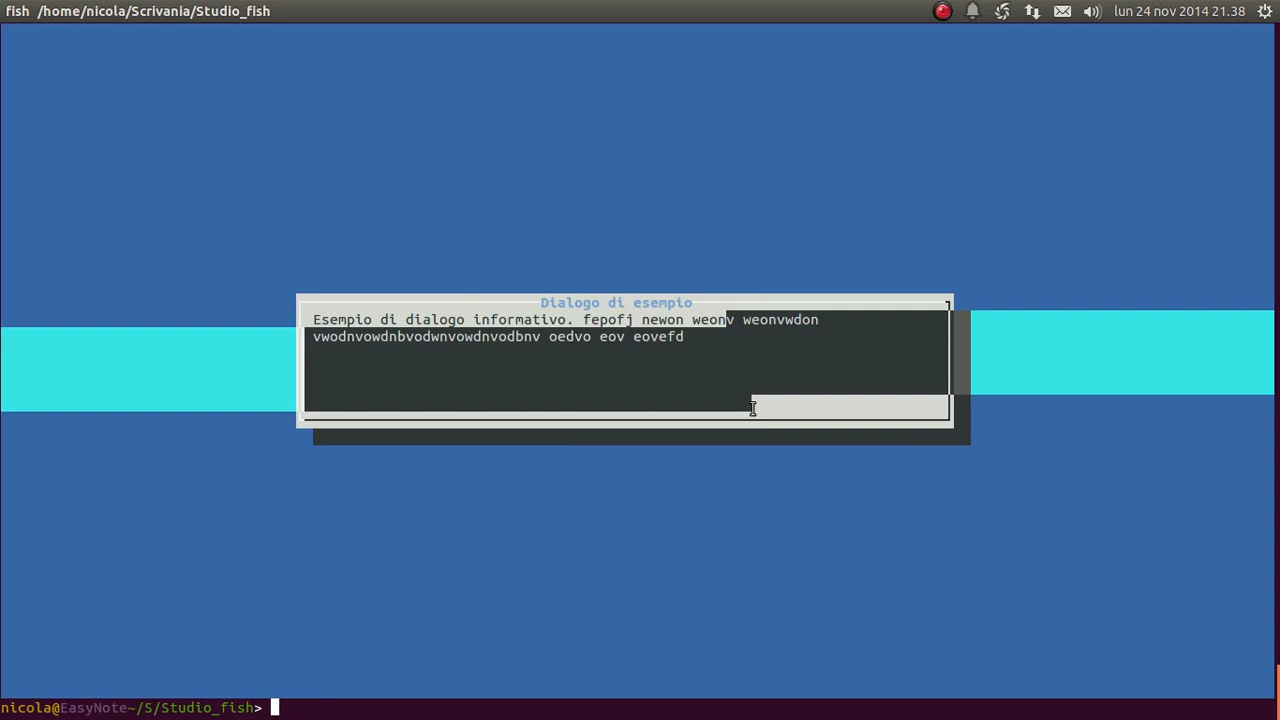 fish /home/nicola/Scrivania/Studio_fish
lun 24 nov 2014 21.38
Dialogo di esempio
Esempio di dialogo informativo. fepofj newon weonv weonvwdon
vwodnvowdnbvodwnvowdnvodbnv oedvo eov eovefd
nicola@EasyNote~/S/Studio_fish>